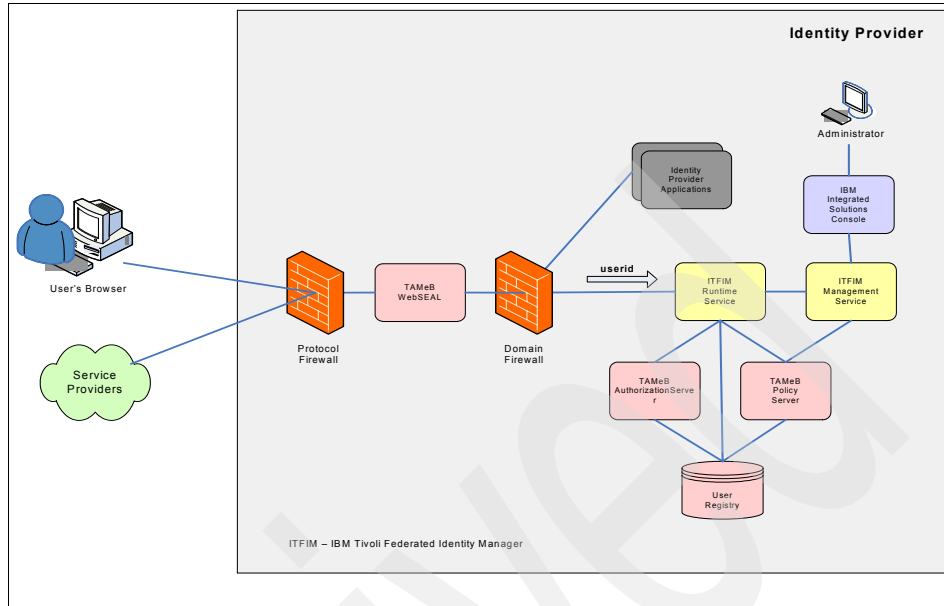 Identity Provider
Administrator
Identity
Provider
Applications
IBM
Integrated
Solutions
Console
User's Browser
TAMeB
WebSEAL
userid
ITFIM
Runtime
Service
ITFIM
Management
Service
Protocol
Firewall
Domain
Firewall
Service
Providers
TAMeB
AuthorizationServe
r
TAMeB
Policy
Server
User
Registry
ITFIM – IBM Tivoli Federated Identity Manager